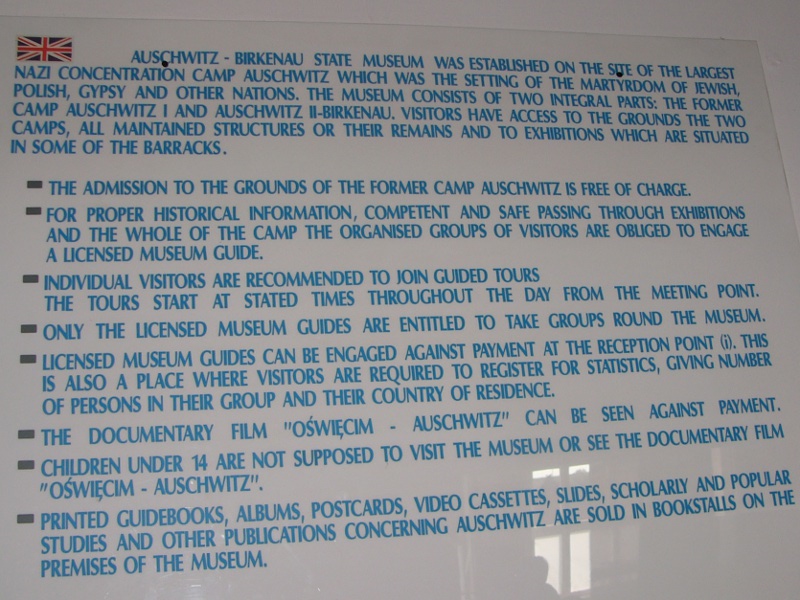 AUSCHWITZ - BIRKENAU STATE MUSEUM WAS ESTABLISHED ON THE SITE OF THE LARGEST
NAZI CONCENTRATION CAMP AUSCHWITZ WHICH WAS THE SETTING OF THE MARTYRDOM OF JEWISH,
POLISH, GYPSY AND OTHER NATIONS. THE MUSEUM CONSISTS OF TWO INTEGRAL PARTS: THE FORMER
CAMP AUSCHWITZ I AND AUSCHWITZ II-BIRKENAU. VISITORS HAVE ACCESS TO THE GROUNDS THE TWO
CAMPS, ALL MAINTAINED STRUCTURES OR THEIR REMAINS AND TO EXHIBITIONS WHICH ARE SITUATED
IN SOME OF THE BARRACKS.
THE ADMISSION TO THE GROUNDS OF THE FORMER CAMP AUSCHWITZ IS FREE OF CHARGE.
FOR PROPER HISTORICAL INFORMATION, COMPETENT AND SAFE PASSING THROUGH EXHIBITIONS
AND THE WHOLE OF THE CAMP THE ORGANISED GROUPS OF VISITORS ARE OBLIGED TO ENGAGE
A LICENSED MUSEUM GUIDE.
INDIVIDUAL VISITORS ARE RECOMMENDED TO JOIN GUIDED TOURS
THE TOURS START AT STATED TIMES THROUGHOUT THE DAY FROM THE MEETING POINT.
ONLY THE LICENSED MUSEUM GUIDES ARE ENTITLED TO TAKE GROUPS ROUND THE MUSEUM.
LICENSED MUSEUM GUIDES CAN BE ENGAGED AGAINST PAYMENT AT THE RECEPTION POINT (i). THIS
IS ALSO A PLACE WHERE VISITORS ARE REQUIRED TO REGISTER FOR STATISTICS, GIVING NUMBER
OF PERSONS IN THEIR GROUP AND THEIR COUNTRY OF RESIDENCE.
THE DOCUMENTARY FILM "OŚWIĘCIM - AUSCHWITZ" CAN BE SEEN AGAINST PAYMENT.
CHILDREN UNDER 14 ARE NOT SUPPOSED TO VISIT THE MUSEUM OR SEE THE DOCUMENTARY FILM
"OŚWIĘCIM - AUSCHWITZ".
PRINTED GUIDEBOOKS, ALBUMS, POSTCARDS, VIDEO CASSETTES, SLIDES, SCHOLARLY AND POPULAR
STUDIES AND OTHER PUBLICATIONS CONCERNING AUSCHWITZ ARE SOLD IN BOOKSTALLS ON THE
PREMISES OF THE MUSEUM.